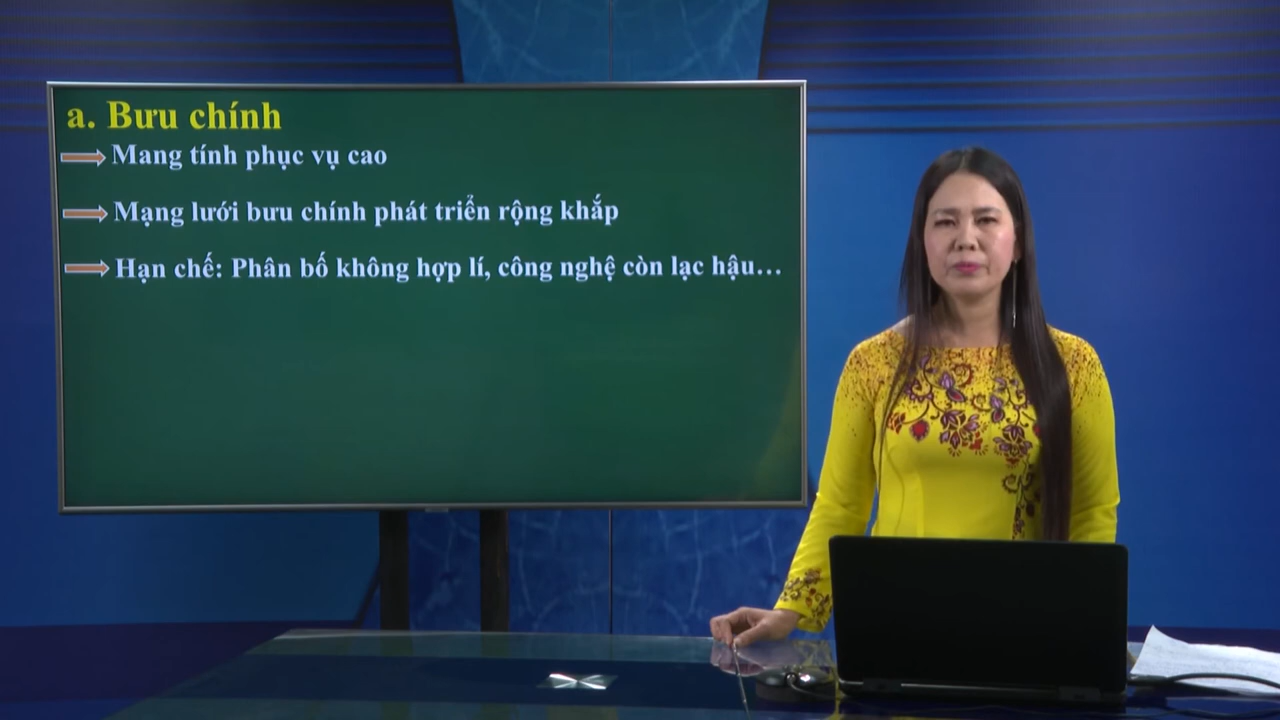 a. Bưu chính
Mang tính phục vụ cao
Mạng lưới bưu chính phát triển rộng khắp
Hạn chế: Phân bố không hợp lí, công nghệ còn lạc hậu…